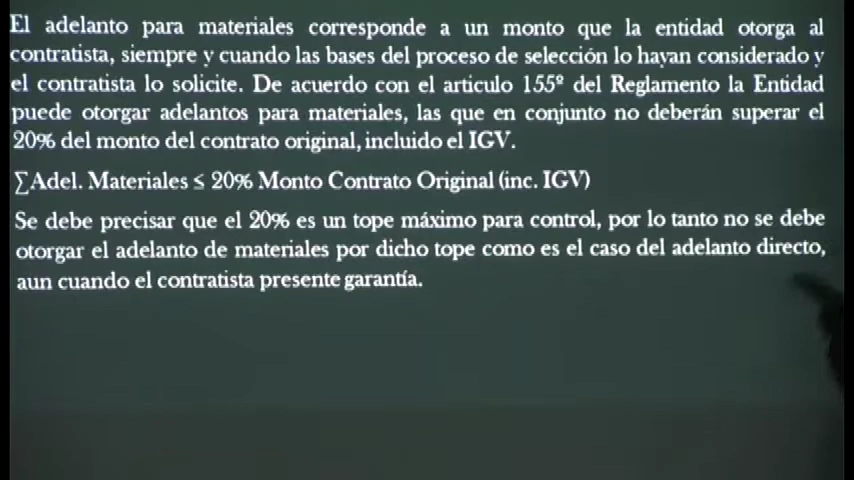 El adelanto para materiales corresponde a un monto que la entidad otorga al
contratista, siempre y cuando las bases del proceso de selección lo hayan considerado y
el contratista lo solicite. De acuerdo con el articulo 155º del Reglamento la Entidad
puede otorgar adelantos para materiales, las que en conjunto no deberán superar el
20% del monto del contrato original, incluido el IGV.
∑Adel. Materiales ≤ 20% Monto Contrato Original (inc. IGV)
Se debe precisar que el 20% es un tope máximo para control, por lo tanto no se debe
otorgar el adelanto de materiales por dicho tope como es el caso del adelanto directo,
aun cuando el contratista presente garantía.